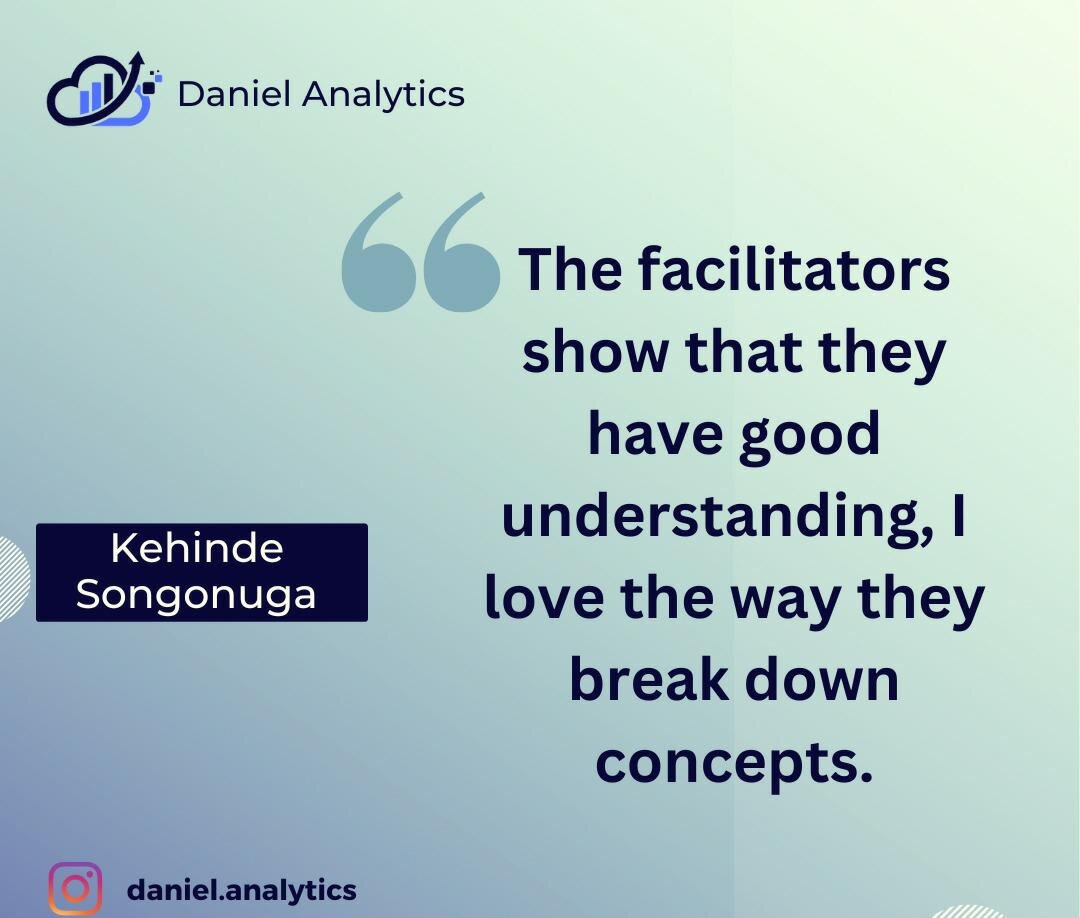 Daniel Analytics
“
The facilitators
show that they
have good
understanding, I
love the way they
break down
concepts.
Kehinde
Songonuga
daniel.analytics